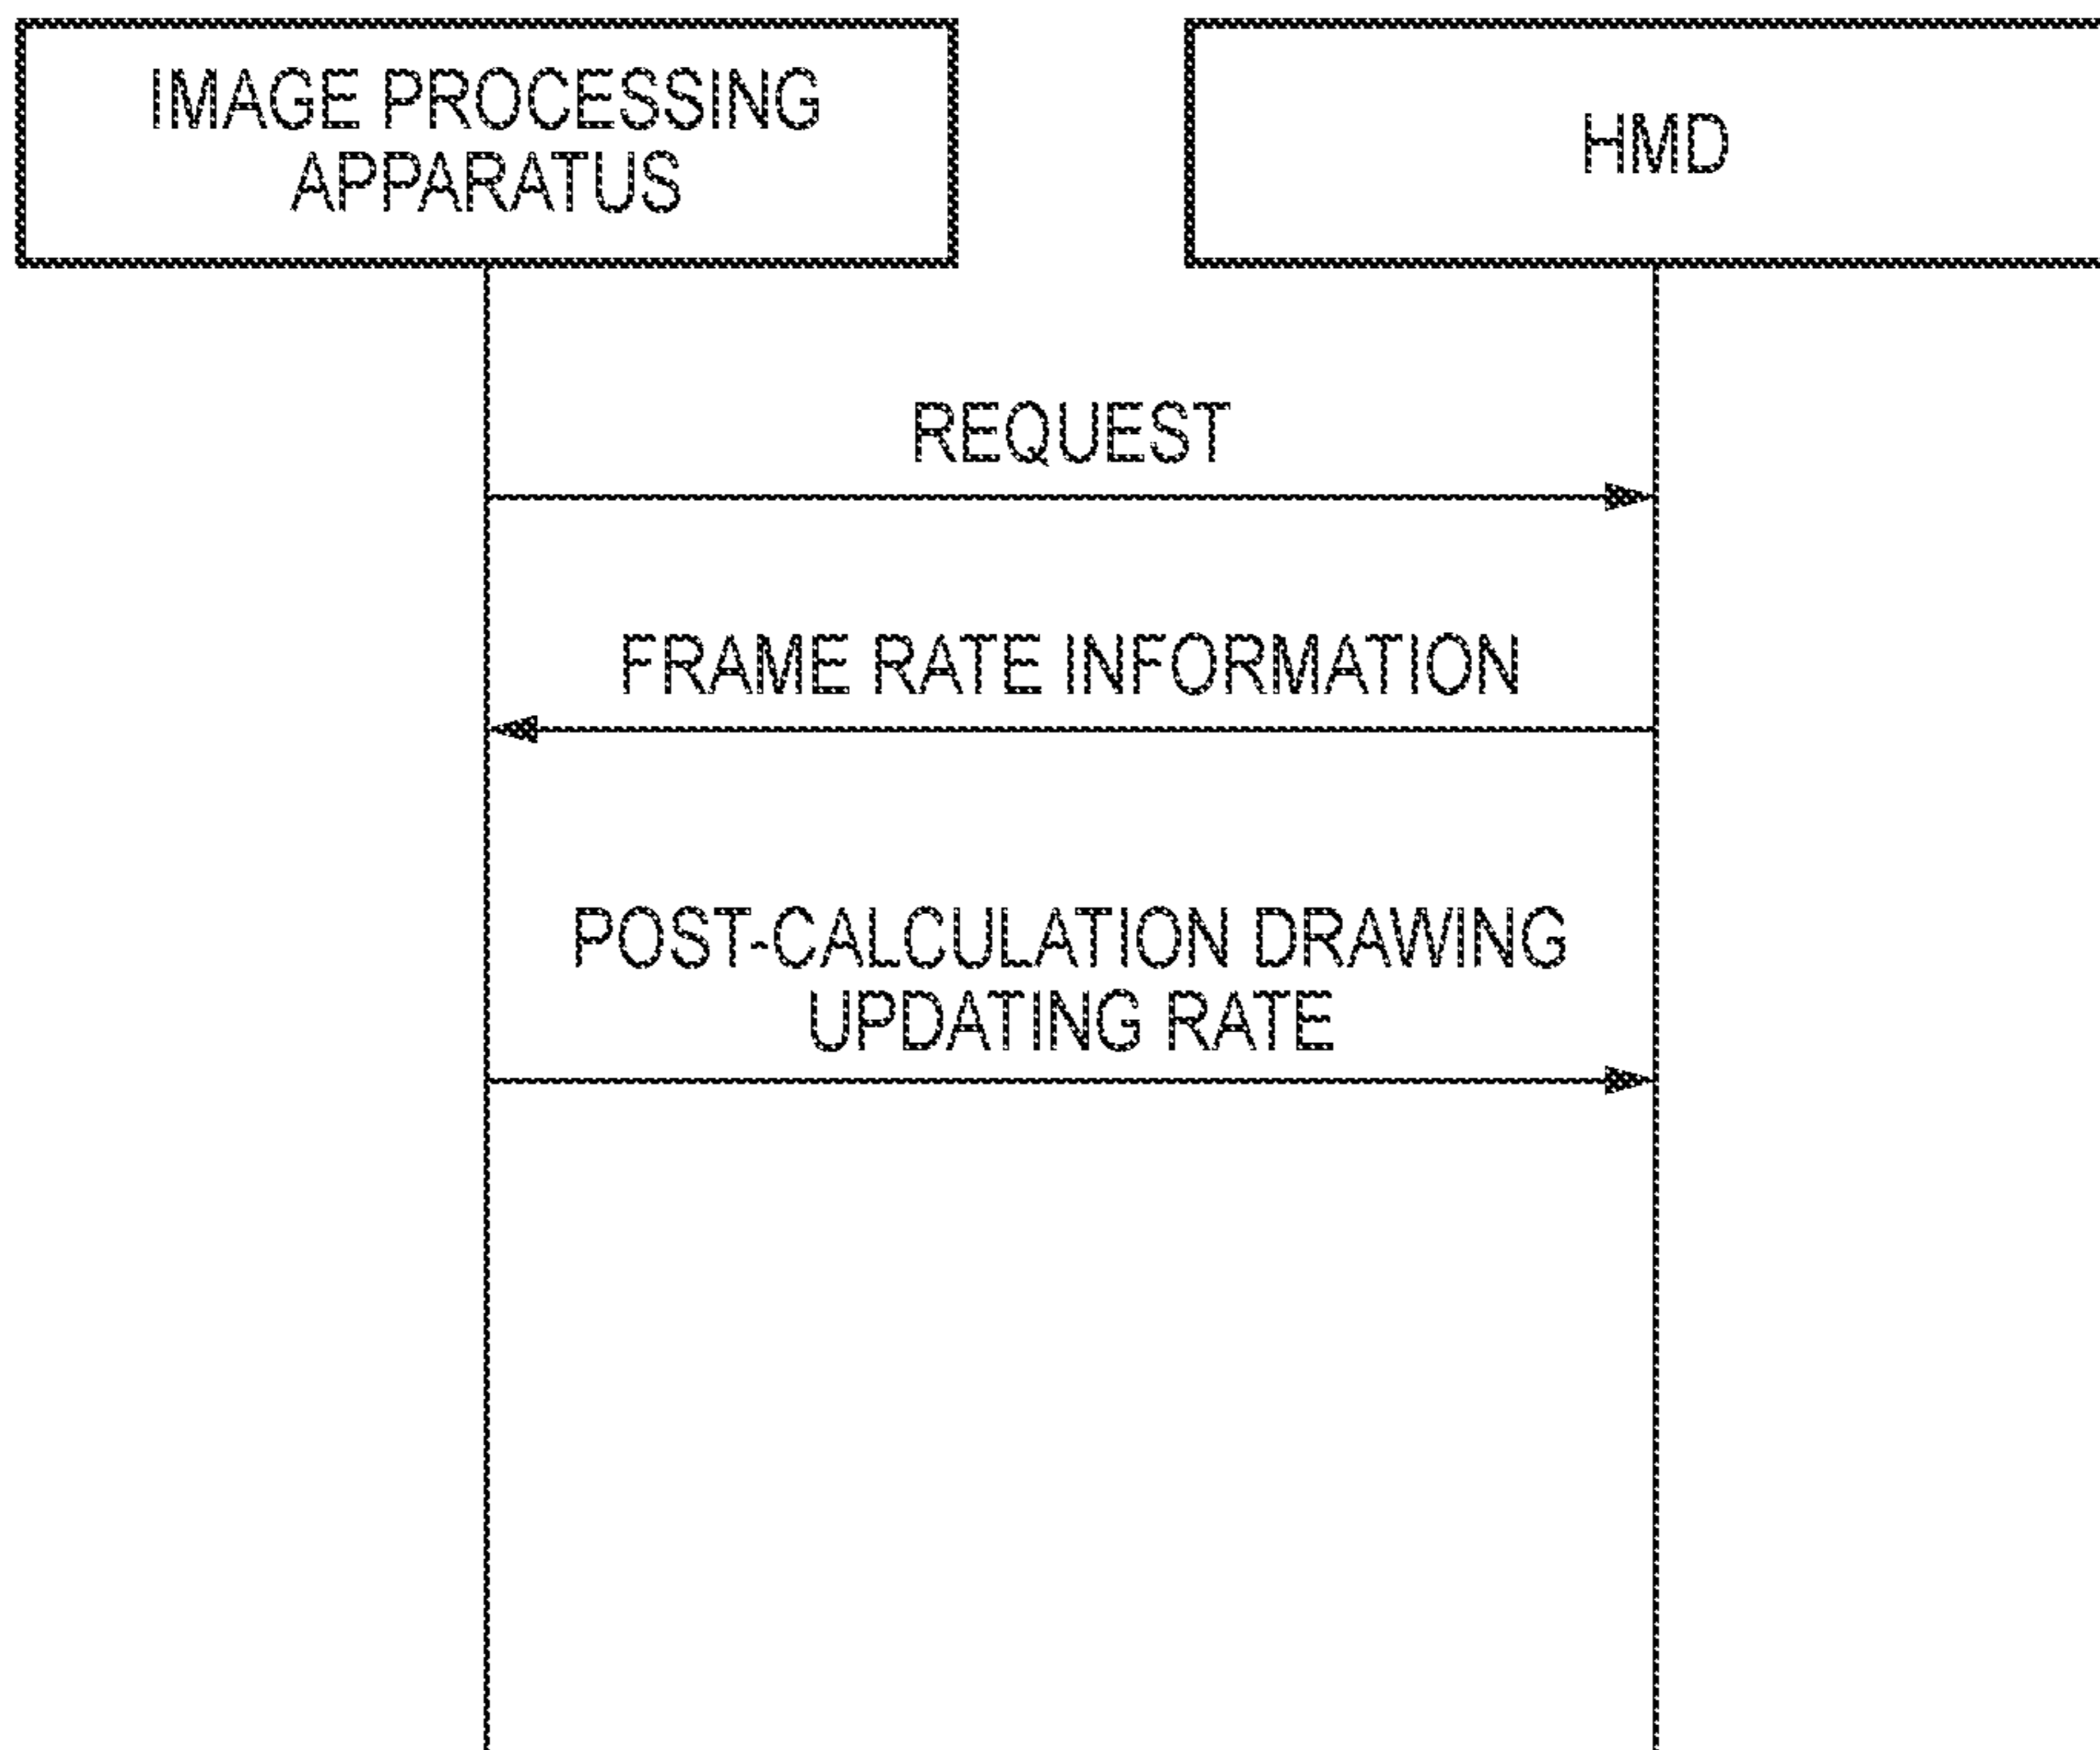 IMAGE PROCESSING
APPARATUS
HMD
REQUEST
FRAME RATE INFORMATION
POST-CALCULATION DRAWING
UPDATING RATE